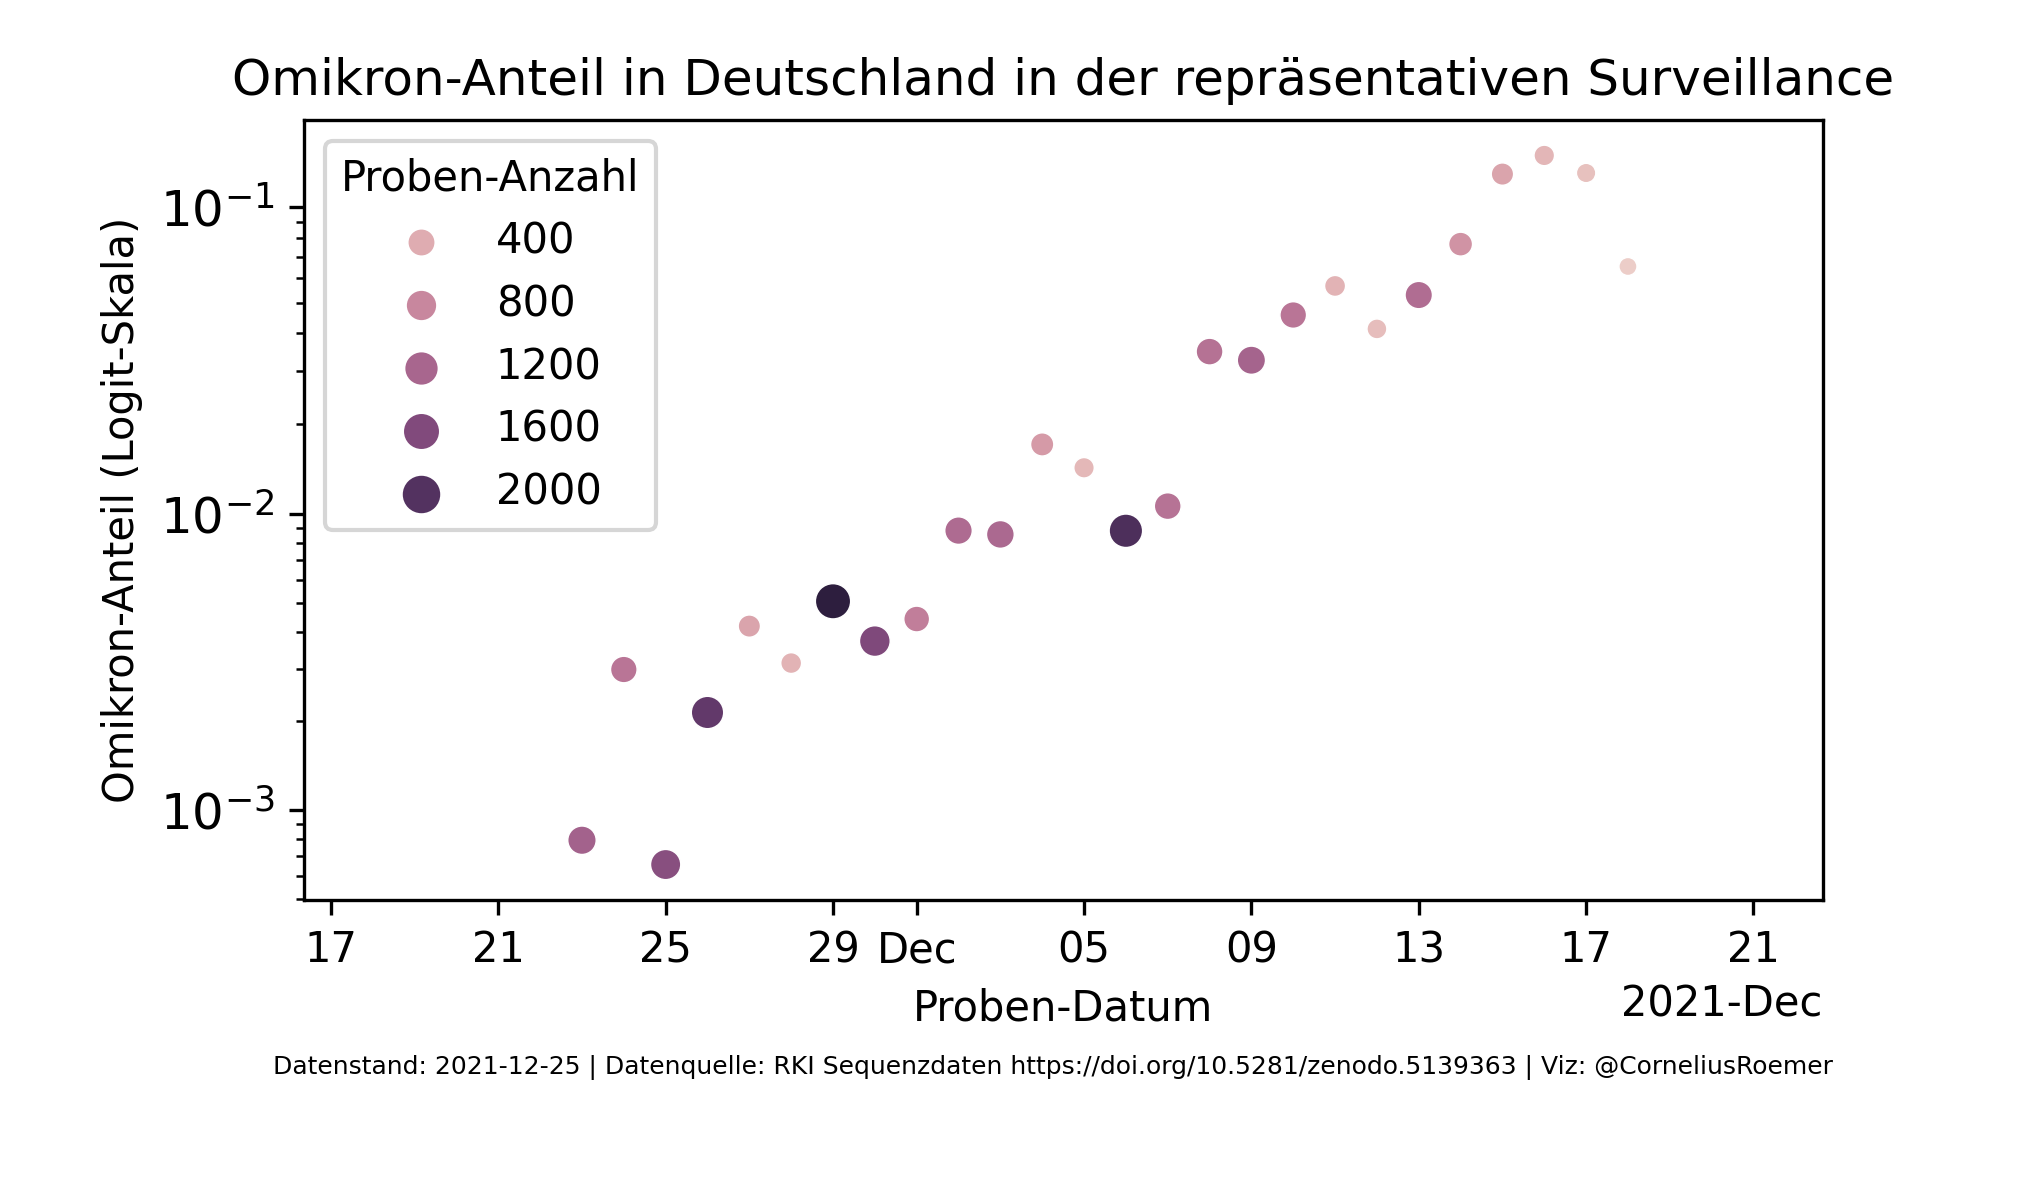 Omikron-Anteil in Deutschland in der repräsentativen Surveillance
Omikron-Anteil (Logit-Skala)
10⁻¹
10⁻²
10⁻³
Proben-Anzahl
400
800
1200
1600
2000
17 21 25 29 Dec 05 09 13 17 21
2021-Dec
Proben-Datum
Datenstand: 2021-12-25 | Datenquelle: RKI Sequenzdaten https://doi.org/10.5281/zenodo.5139363 | Viz: @CorneliusRoemer